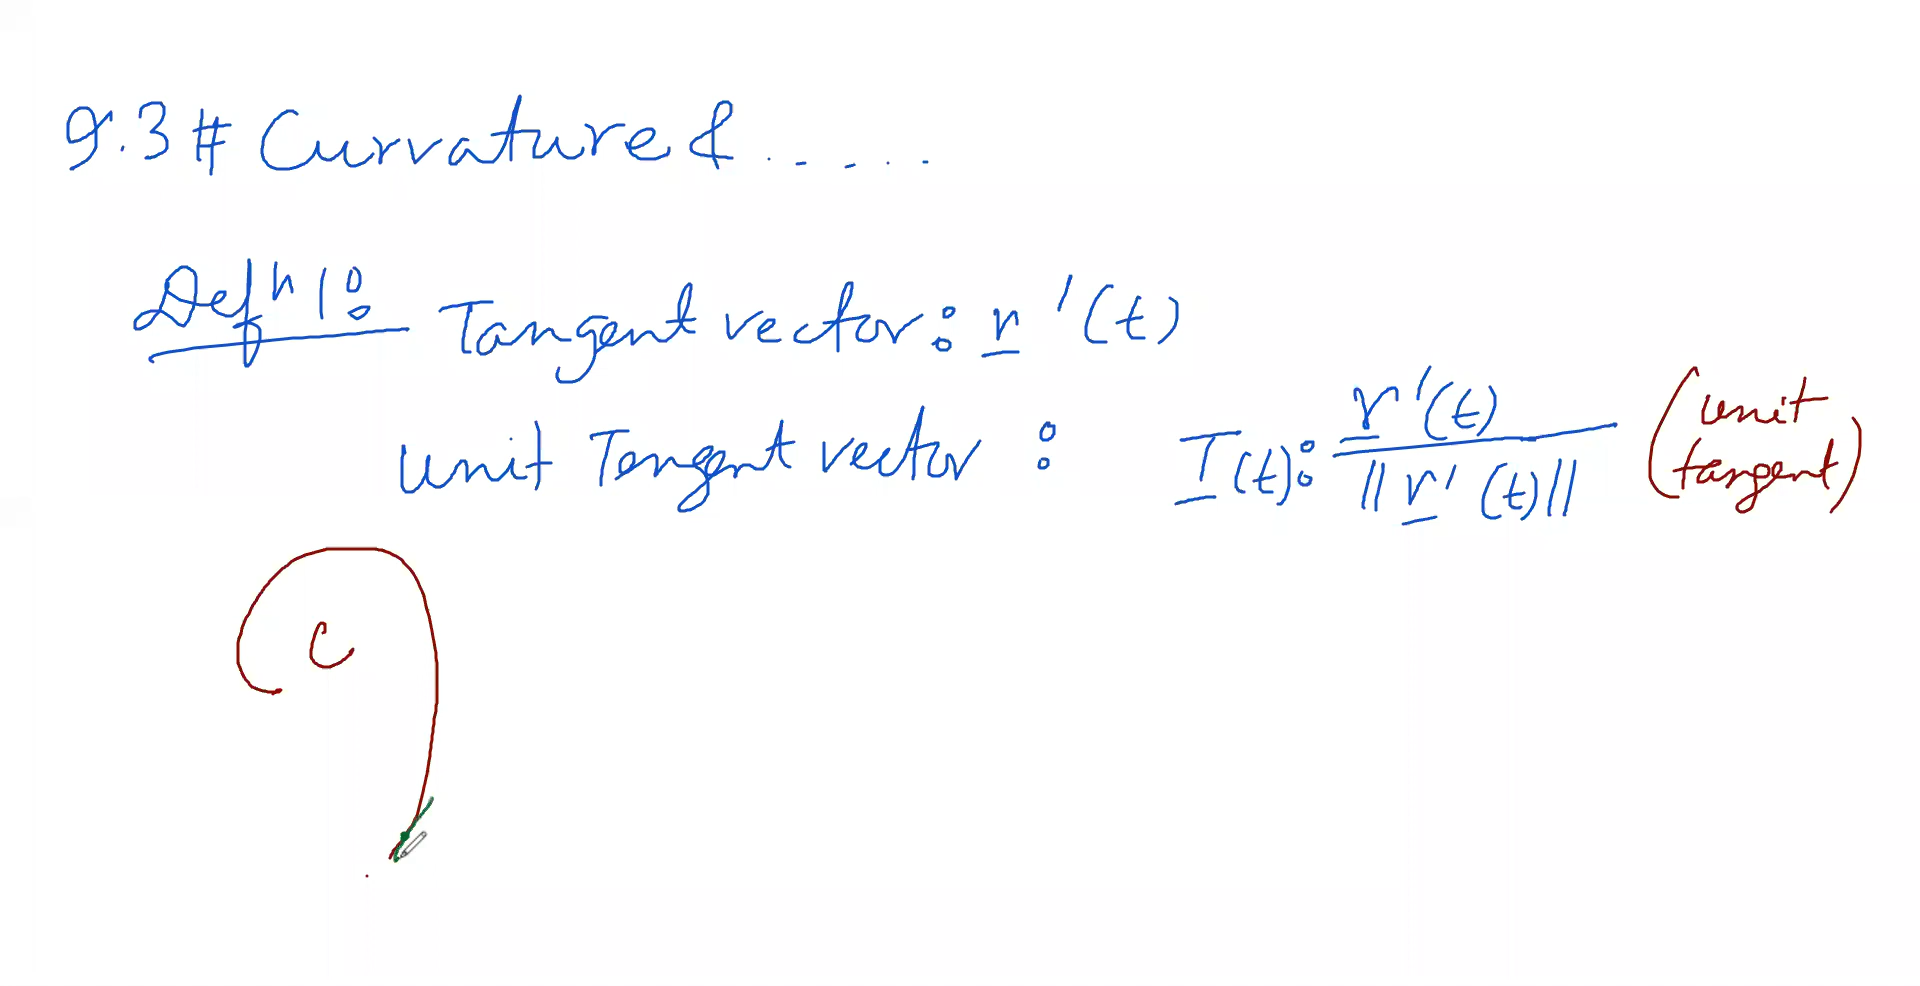 9.3 # Curvature & .....
Defⁿ 1: Tangent vector: r'(t)
unit Tangent vector : T(t): r'(t) / ||r'(t)|| (unit tangent)
C